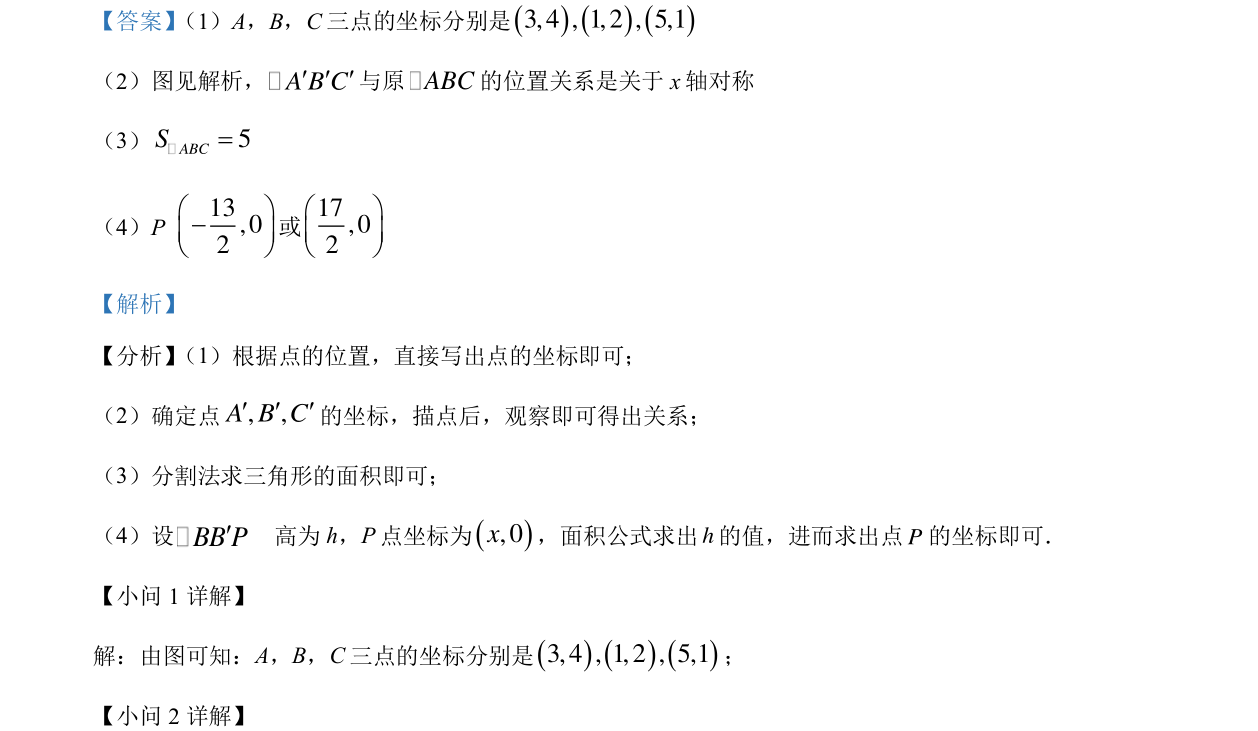 【答案】（1）A，B，C 三点的坐标分别是(3,4),(1,2),(5,1)
（2）图见解析，□A′B′C′ 与原 □ABC 的位置关系是关于 x 轴对称
（3）S□ABC = 5
（4）P (−13/2,0)或(17/2,0)
【解析】
【分析】（1）根据点的位置，直接写出点的坐标即可；
（2）确定点 A′,B′,C′ 的坐标，描点后，观察即可得出关系；
（3）分割法求三角形的面积即可；
（4）设□BB′P 高为 h，P 点坐标为(x,0)，面积公式求出 h 的值，进而求出点 P 的坐标即可．
【小问 1 详解】
解：由图可知：A，B，C 三点的坐标分别是(3,4),(1,2),(5,1)；
【小问 2 详解】